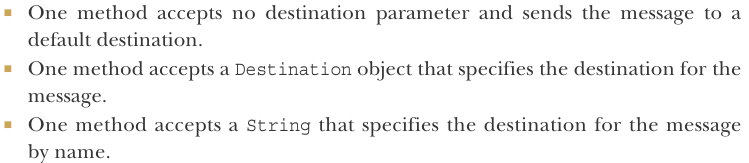 ▪ One method accepts no destination parameter and sends the message to a
default destination.
▪ One method accepts a Destination object that specifies the destination for the
message.
▪ One method accepts a String that specifies the destination for the message
by name.